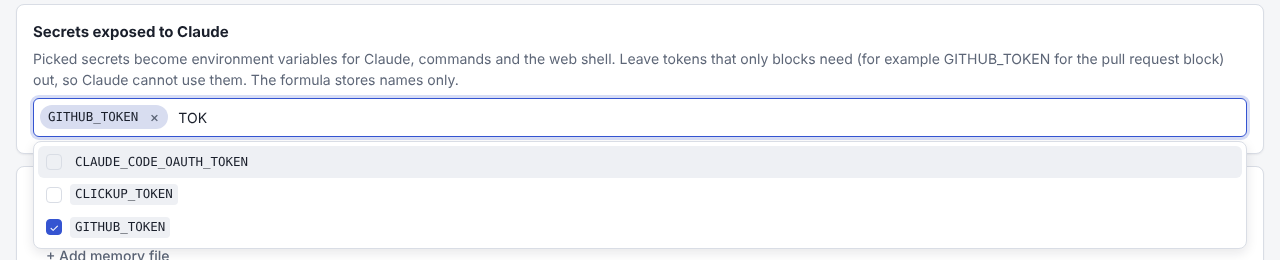 Secrets exposed to Claude
Picked secrets become environment variables for Claude, commands and the web shell. Leave tokens that only blocks need (for example GITHUB_TOKEN for the pull request block)
out, so Claude cannot use them. The formula stores names only.
GITHUB_TOKEN × TOK
CLAUDE_CODE_OAUTH_TOKEN
CLICKUP_TOKEN
GITHUB_TOKEN
+ Add memory file